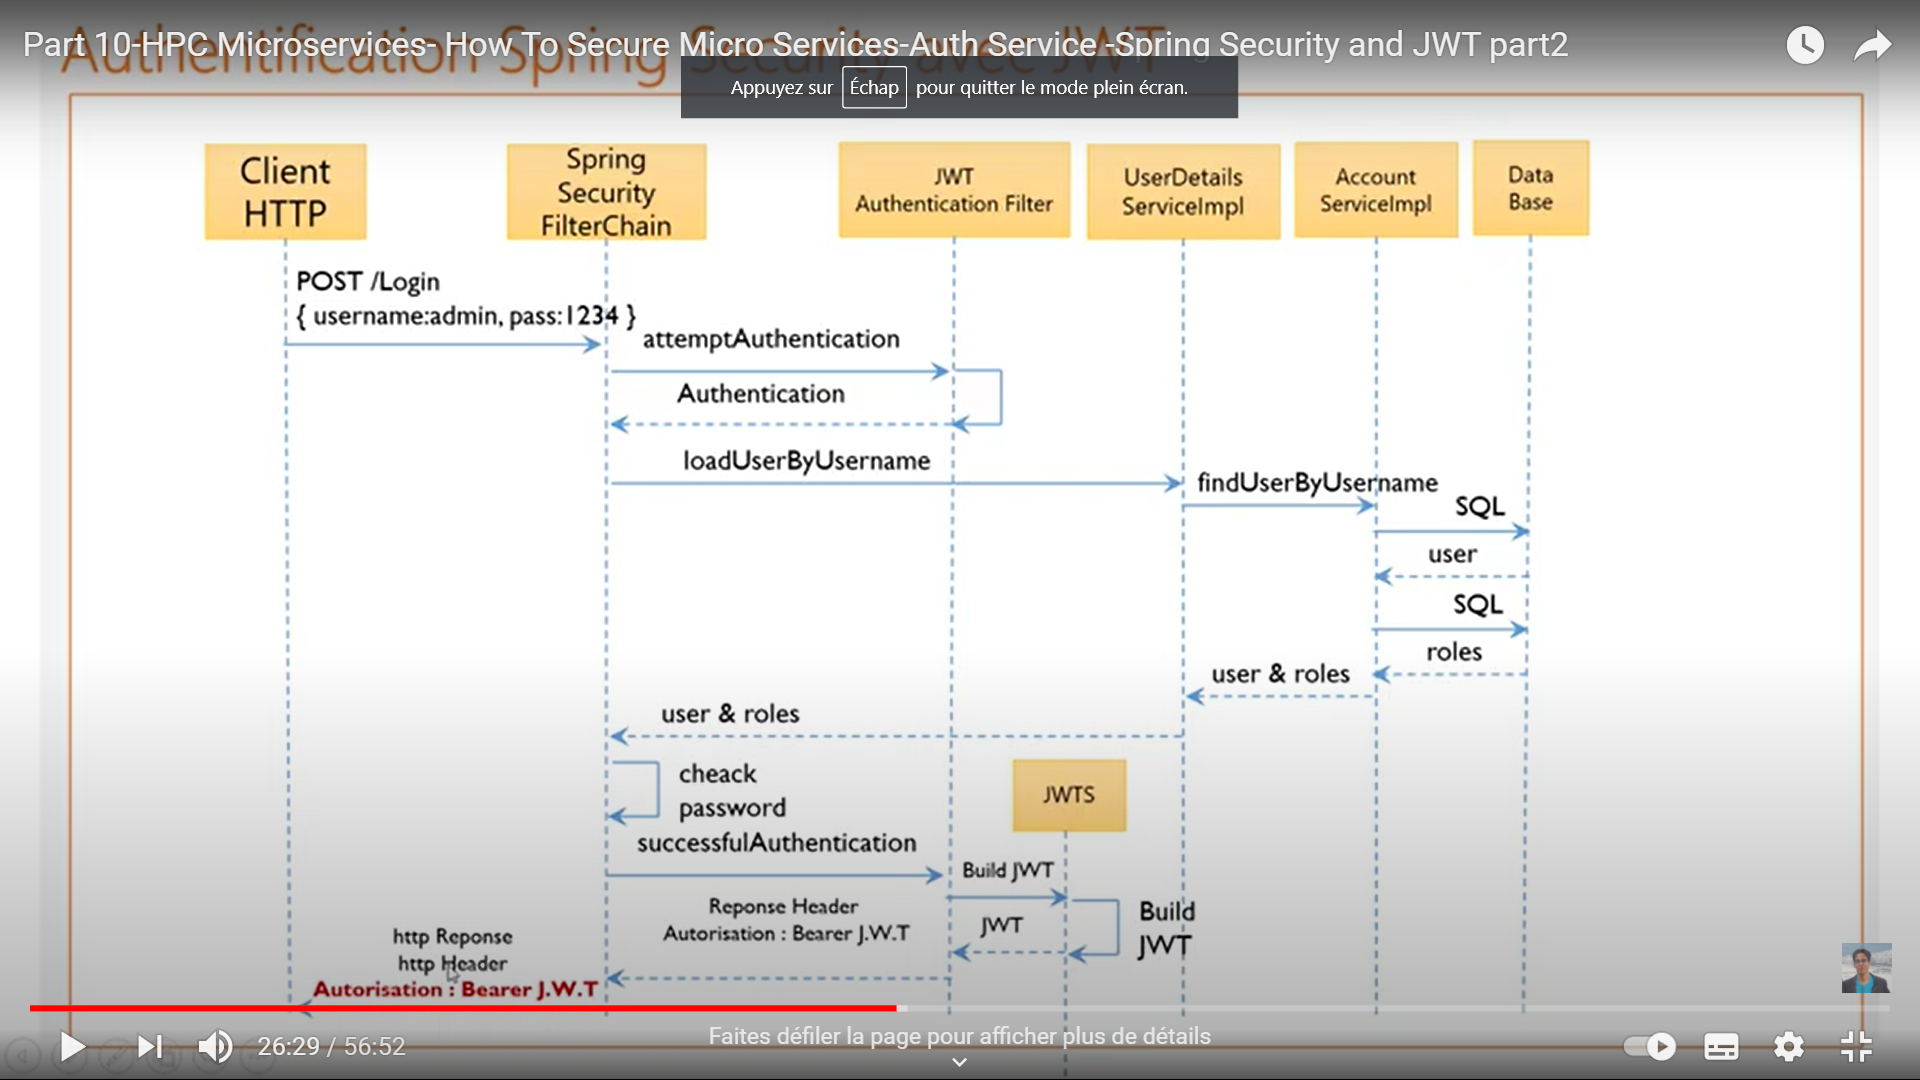 Part 10-HPC Microservices- How To Secure Micro Services-Auth Service -Spring Security and JWT part2
Authentification Spring Security avec JWT
Appuyez sur Échap pour quitter le mode plein écran.
Client
HTTP
Spring
Security
FilterChain
JWT
Authentication Filter
UserDetails
ServiceImpl
Account
ServiceImpl
Data
Base
POST /Login
{ username:admin, pass:1234 }
attemptAuthentication
Authentication
loadUserByUsername
findUserByUsername
SQL
user
SQL
roles
user & roles
user & roles
cheack
password
JWTS
successfulAuthentication
Build JWT
Reponse Header
Autorisation : Bearer J.W.T
JWT
Build
JWT
http Reponse
http Header
Autorisation : Bearer J.W.T
26:29 / 56:52
Faites défiler la page pour afficher plus de détails